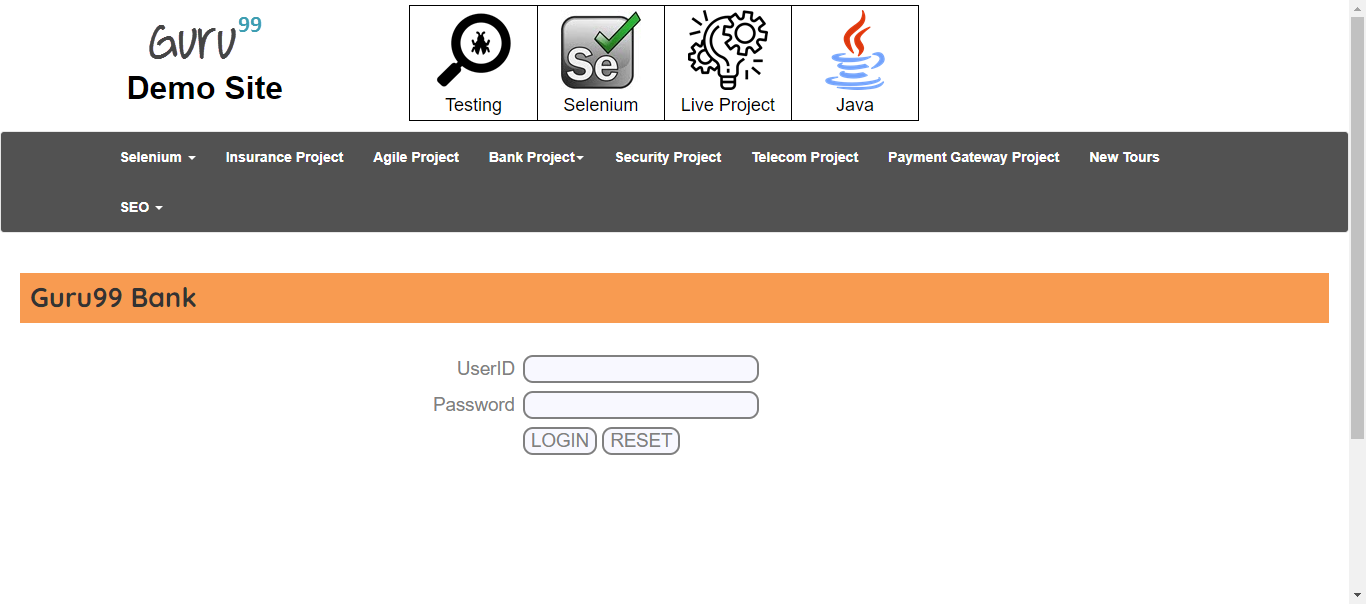 Guru99
Demo Site
Se
Testing Selenium Live Project Java
Selenium Insurance Project Agile Project Bank Project Security Project Telecom Project Payment Gateway Project New Tours
SEO
Guru99 Bank
UserID
Password
LOGIN RESET